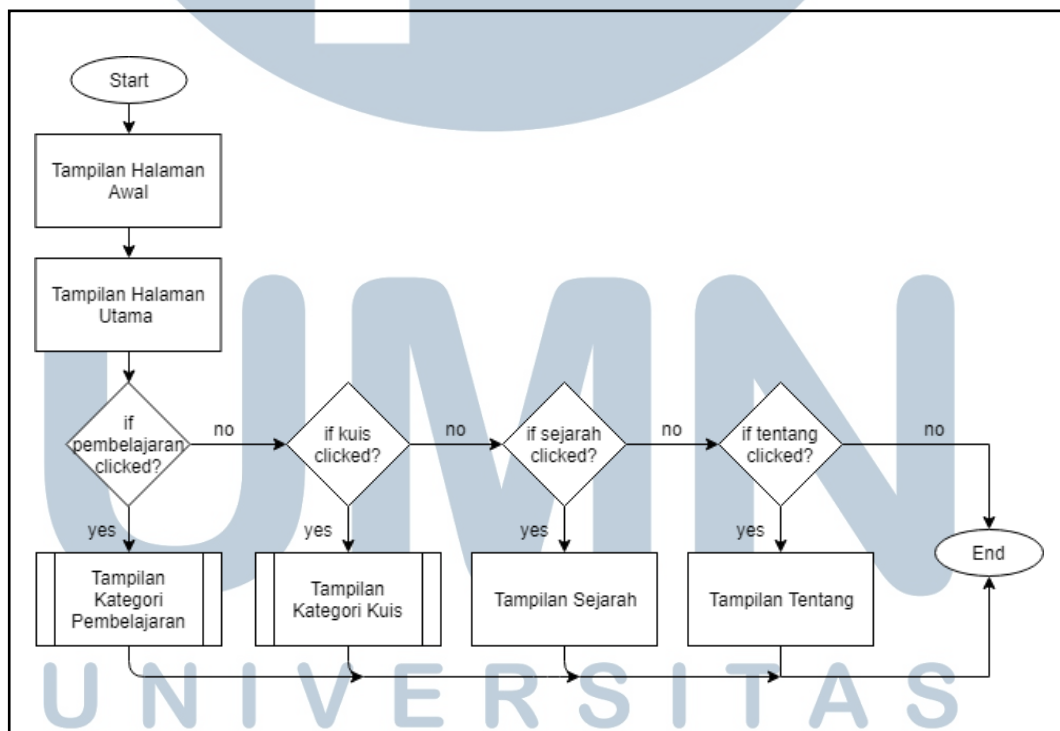 Start
Tampilan Halaman
Awal
Tampilan Halaman
Utama
if
pembelajaran
clicked?
no
if kuis
clicked?
no
if sejarah
clicked?
no
if tentang
clicked?
no
yes
yes
yes
yes
End
Tampilan
Kategori
Pembelajaran
Tampilan
Kategori Kuis
Tampilan Sejarah
Tampilan Tentang
UMN
UNIVERSITAS